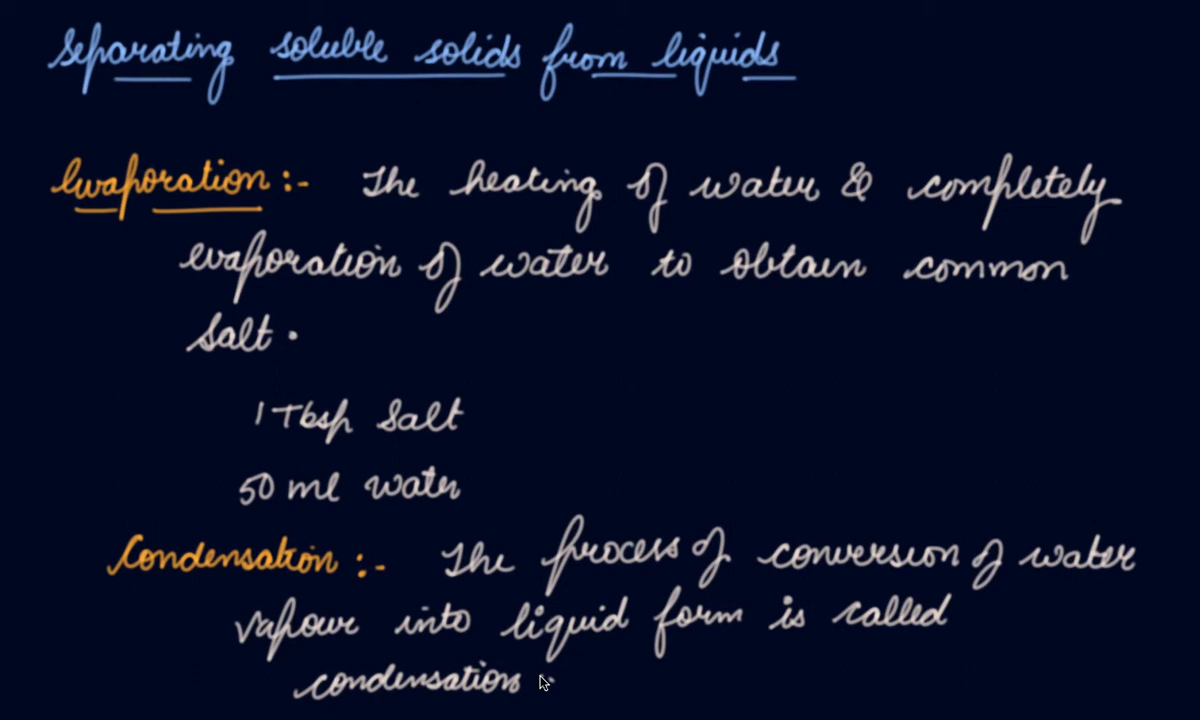 Separating soluble solids from liquids
Evaporation :- The heating of water & completely
evaporation of water to obtain common
salt.
1 Tbsp Salt
50 ml water
Condensation :- The process of conversion of water
vapour into liquid form is called
condensation.